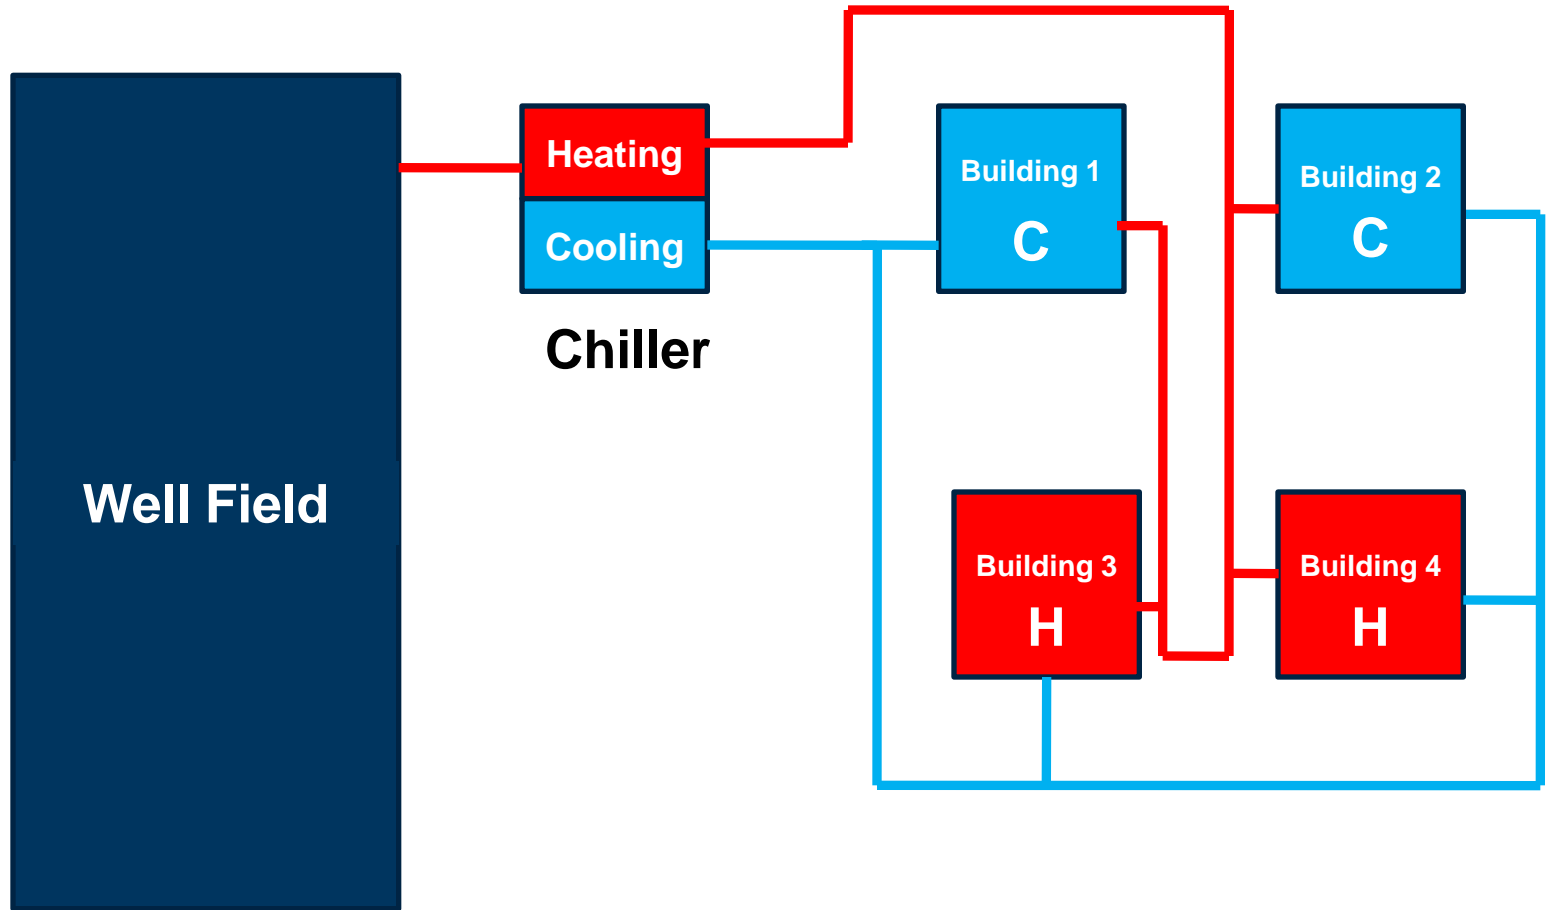 Heating
Cooling
Chiller
Well Field
Building 1
C
Building 2
C
Building 3
H
Building 4
H